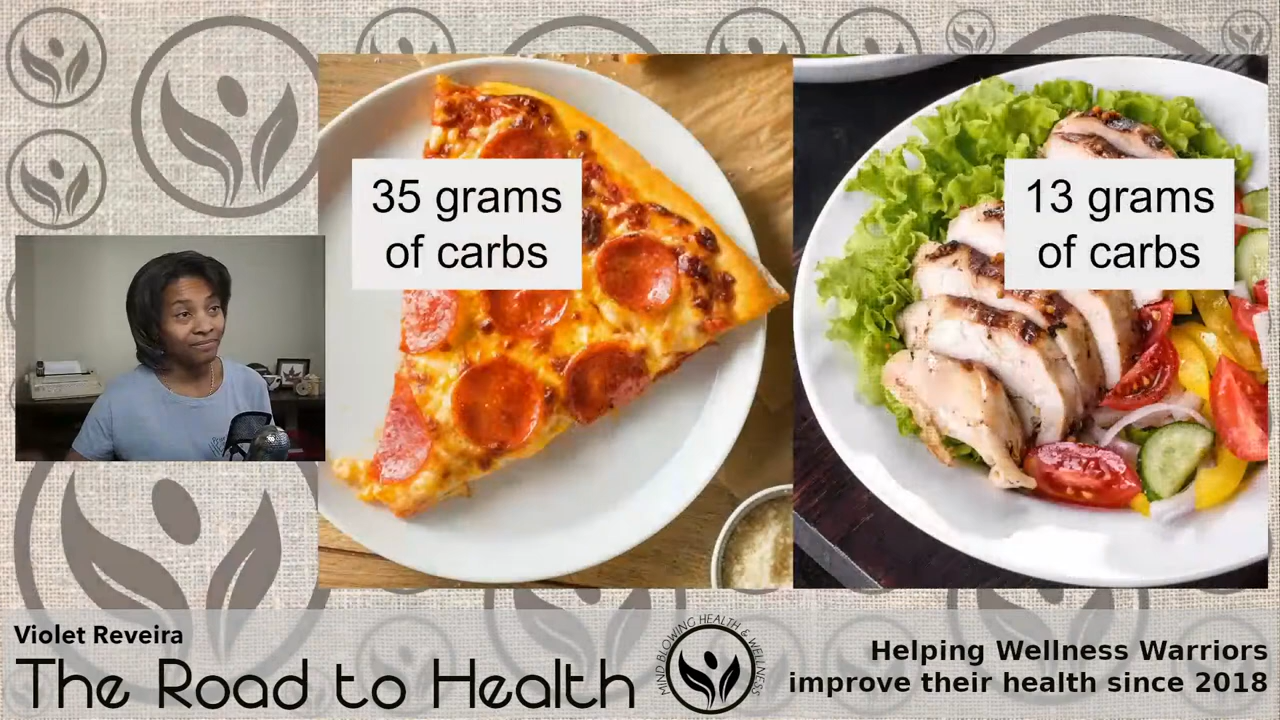 35 grams
of carbs
13 grams
of carbs
Violet Reveira
The Road to Health
MIND BLOWING HEALTH & WELLNESS
Helping Wellness Warriors
improve their health since 2018